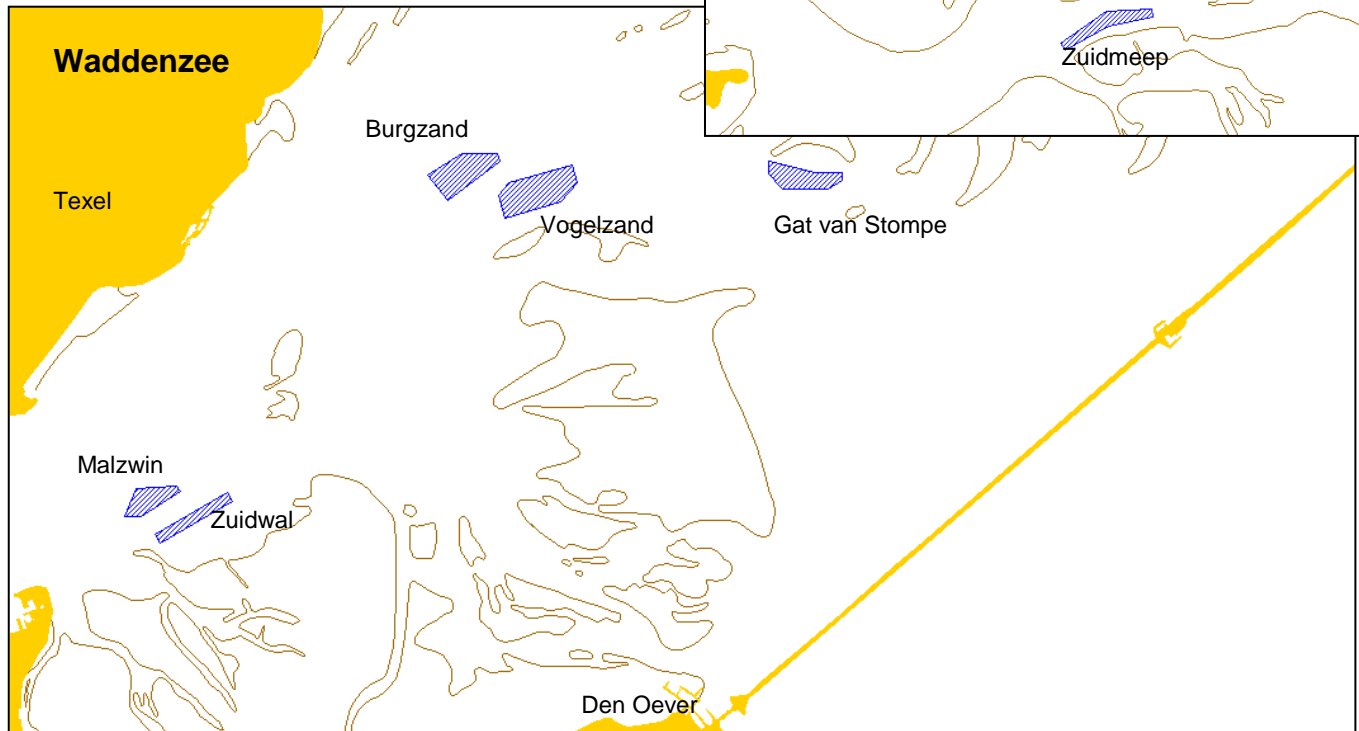 Waddenzee
Zuidmeep
Burgzand
Texel
Vogelzand
Gat van Stompe
Malzwin
Zuidwal
Den Oever